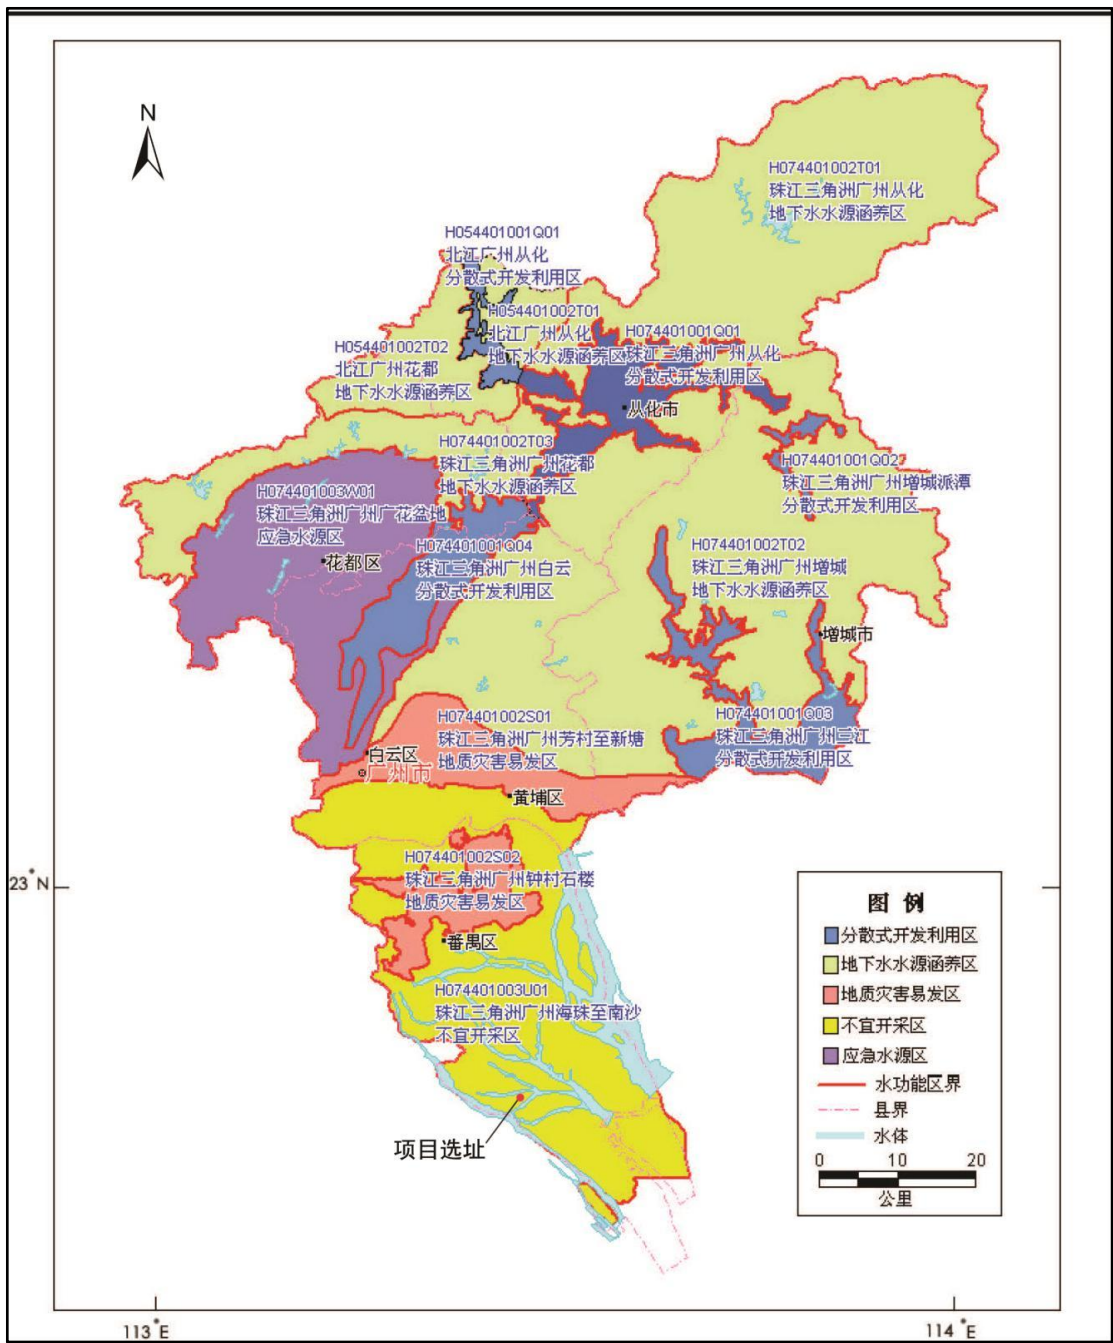 N
H074401002T01
珠江三角洲广州从化
地下水水源涵养区
H054401001Q01
北江广州从化
分散式开发利用区
H054401002T01
北江广州从化
地下水水源涵养区
H074401001Q01
珠江三角洲广州从化
分散式开发利用区
H054401002T02
北江广州花都
地下水水源涵养区
从化市
H074401002T03
珠江三角洲广州花都
地下水水源涵养区
H074401001Q02
珠江三角洲广州增城派潭
分散式开发利用区
H074401003W01
珠江三角洲广州广花盆地
应急水源区
花都区
H074401001Q04
珠江三角洲广州白云
分散式开发利用区
H074401002T02
珠江三角洲广州增城
地下水水源涵养区
增城市
H074401002S01
珠江三角洲广州芳村至新塘
地质灾害易发区
H074401001Q03
珠江三角洲广州三江
分散式开发利用区
白云区
广州市
黄埔区
H074401002S02
珠江三角洲广州钟村石楼
地质灾害易发区
23°N
番禺区
H074401003U01
珠江三角洲广州海珠至南沙
不宜开采区
项目选址
图 例
分散式开发利用区
地下水水源涵养区
地质灾害易发区
不宜开采区
应急水源区
水功能区界
县界
水体
0 10 20
公里
113°E
114°E